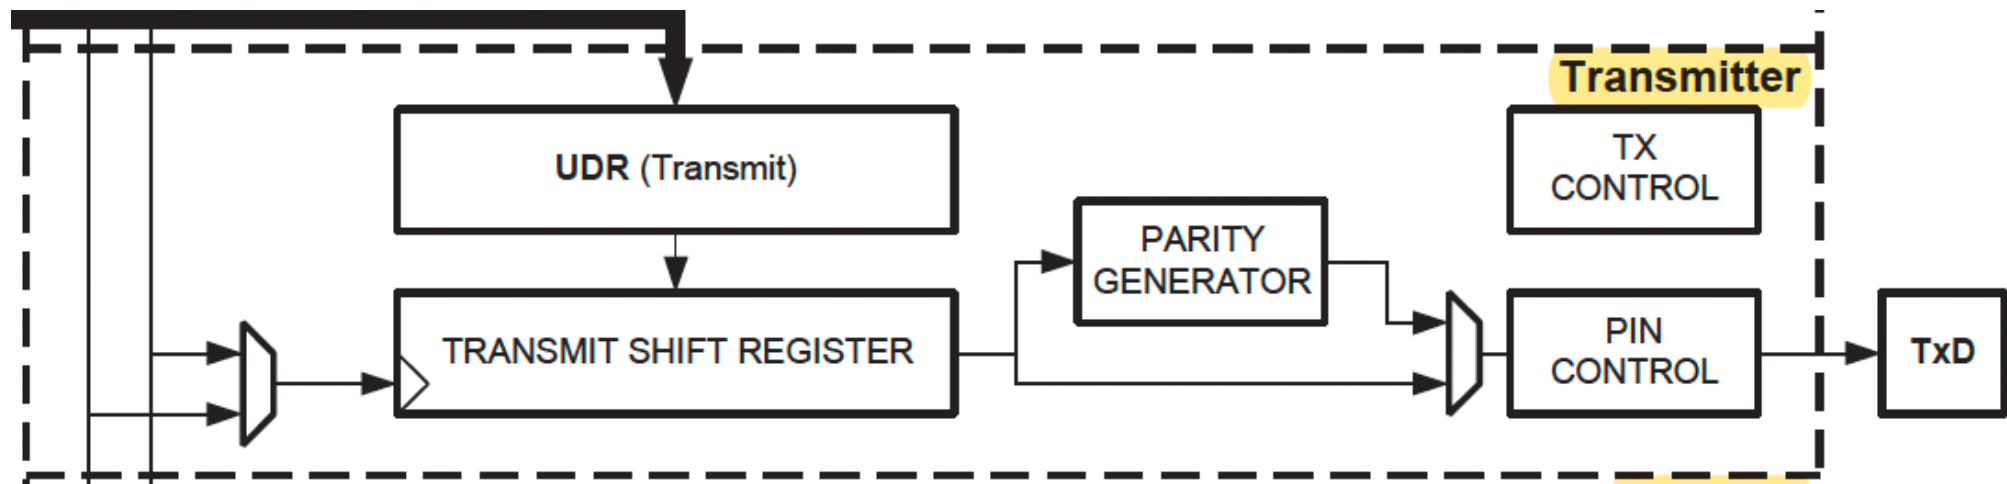 Transmitter
UDR (Transmit)
TX
CONTROL
PARITY
GENERATOR
TRANSMIT SHIFT REGISTER
PIN
CONTROL
TxD